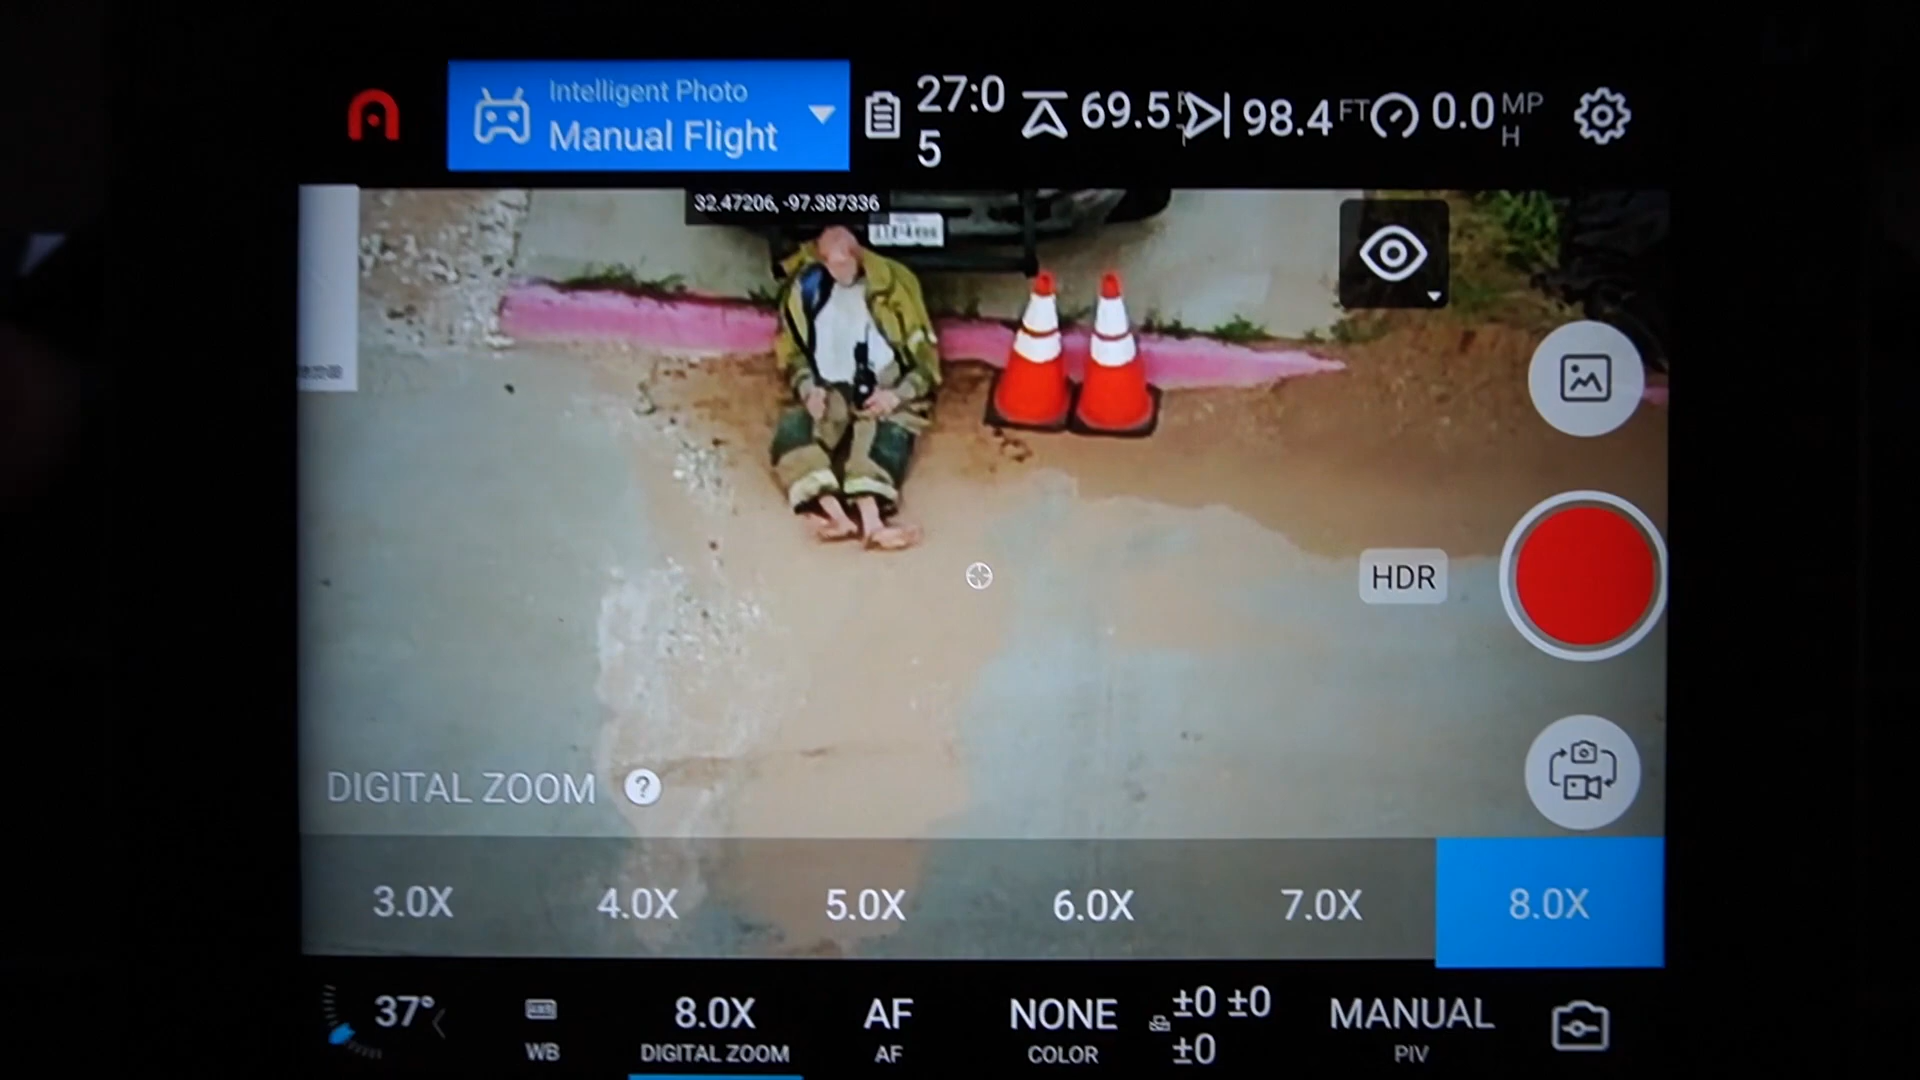 Intelligent Photo
Manual Flight
27:0
5
69.5
98.4 FT
0.0 MP
H
32.47206, -97.387336
HDR
DIGITAL ZOOM ?
3.0X 4.0X 5.0X 6.0X 7.0X 8.0X
37° 8.0X AF NONE ±0 ±0 MANUAL
±0
WB DIGITAL ZOOM AF COLOR PIV